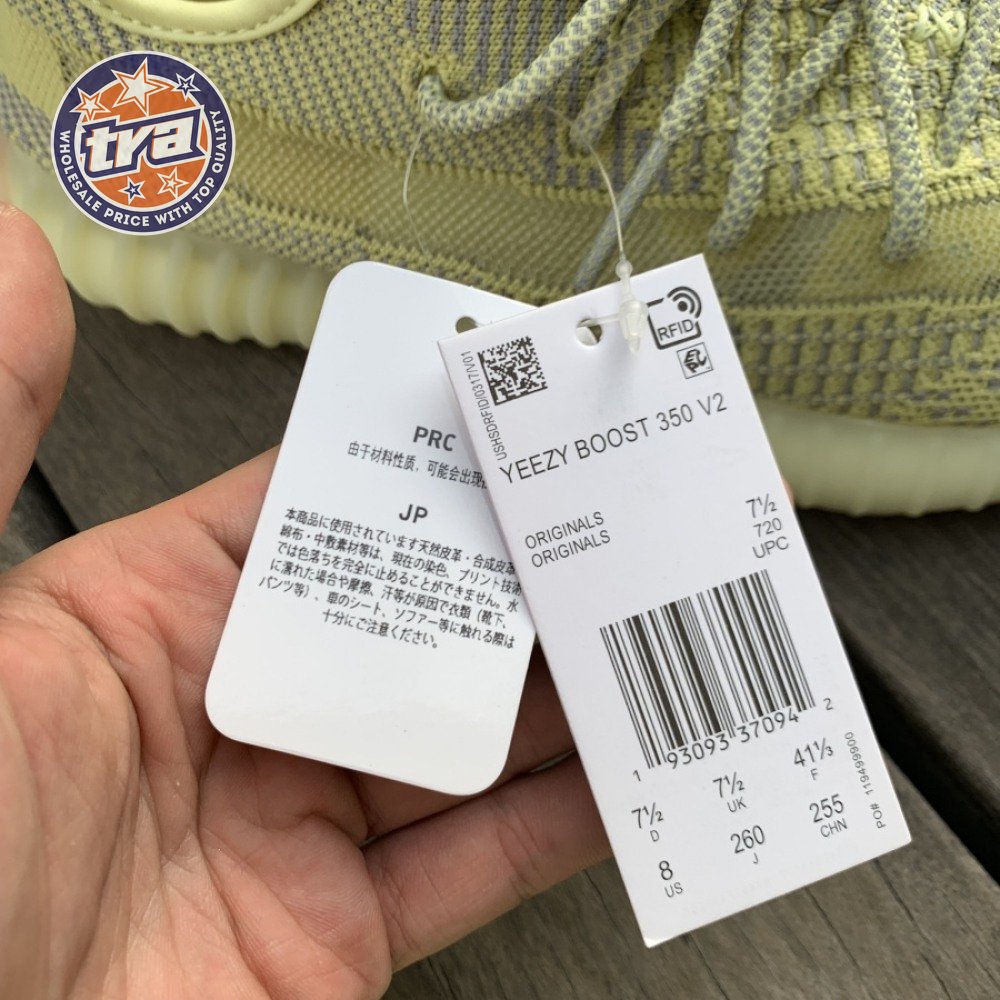 tra
WHOLESALE PRICE WITH TOP QUALITY
PRC
由于材料性质，可能会出现
JP
本商品に使用されています天然皮革・合成皮革
綿布・中敷素材等は、現在の染色、プリント技術
では色落ちを完全に止めることができません。水
に濡れた場合や摩擦、汗等が原因で衣類（靴下、
パンツ等）、車のシート、ソファー等に触れる際は
十分にご注意ください。
USHSDRFID/0317/V01
RFID
YEEZY BOOST 350 V2
ORIGINALS
ORIGINALS
7½
720
UPC
1 93093 37094 2
7½ D
7½ UK
41⅓ F
8 US
260 J
255 CHN
PO# 119499900